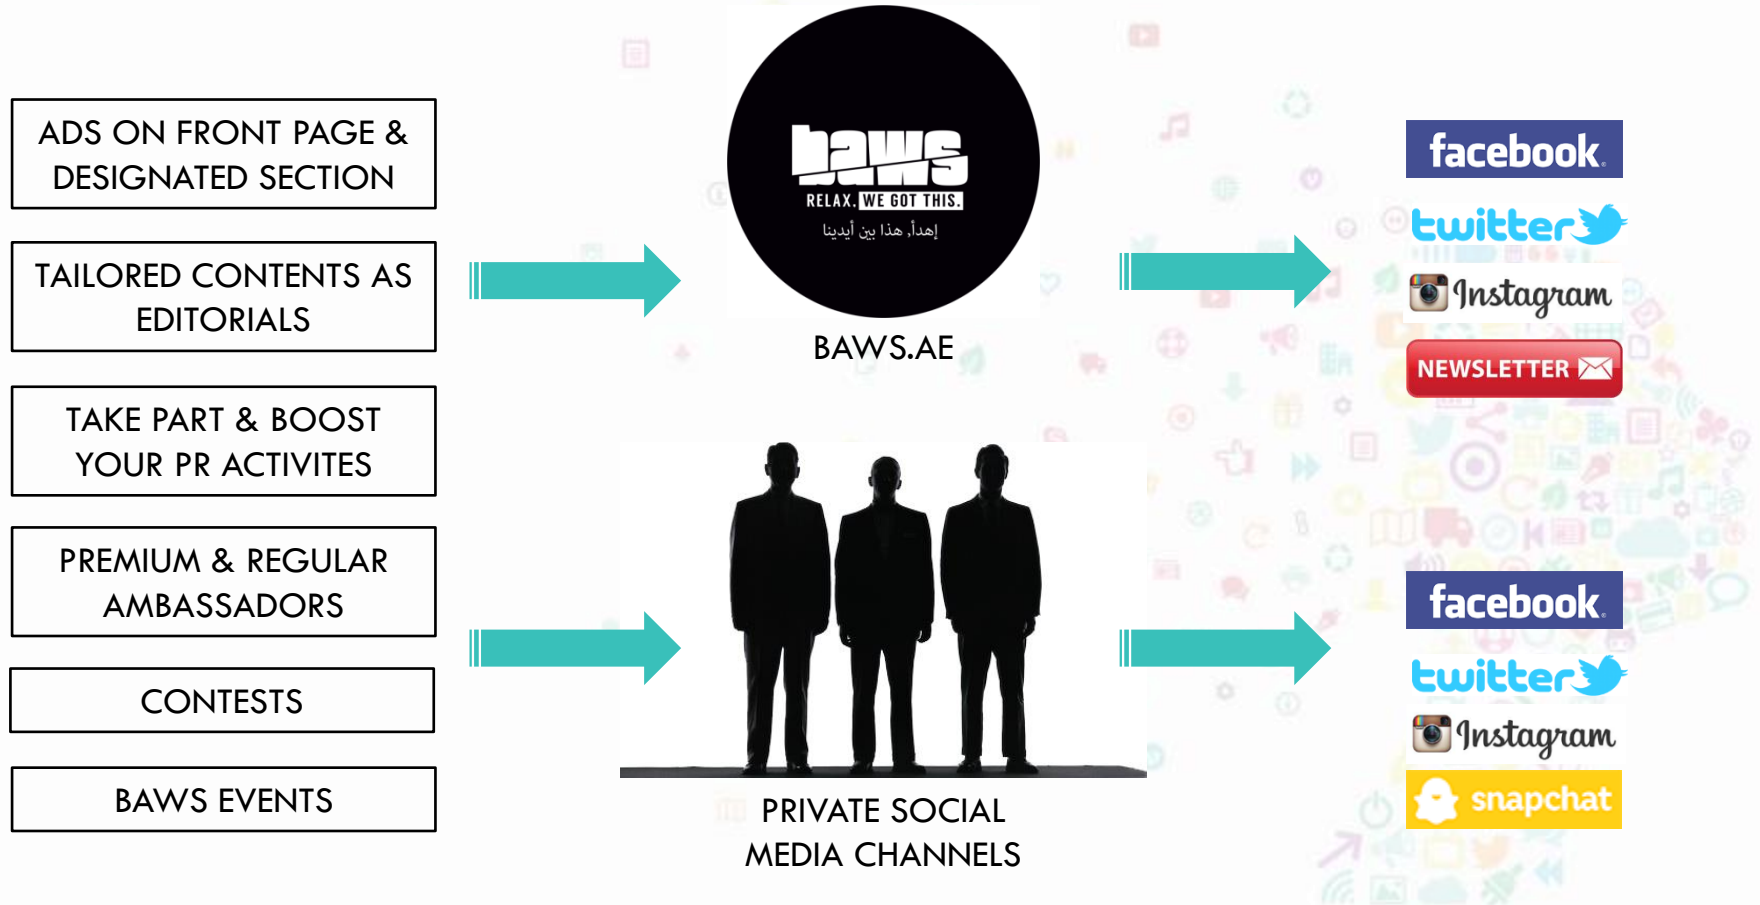 ADS ON FRONT PAGE &
DESIGNATED SECTION
TAILORED CONTENTS AS
EDITORIALS
TAKE PART & BOOST
YOUR PR ACTIVITES
PREMIUM & REGULAR
AMBASSADORS
CONTESTS
BAWS EVENTS
baws
RELAX. WE GOT THIS.
إهدأ, هذا بين أيدينا
BAWS.AE
PRIVATE SOCIAL
MEDIA CHANNELS
facebook
twitter
Instagram
NEWSLETTER
facebook
twitter
Instagram
snapchat